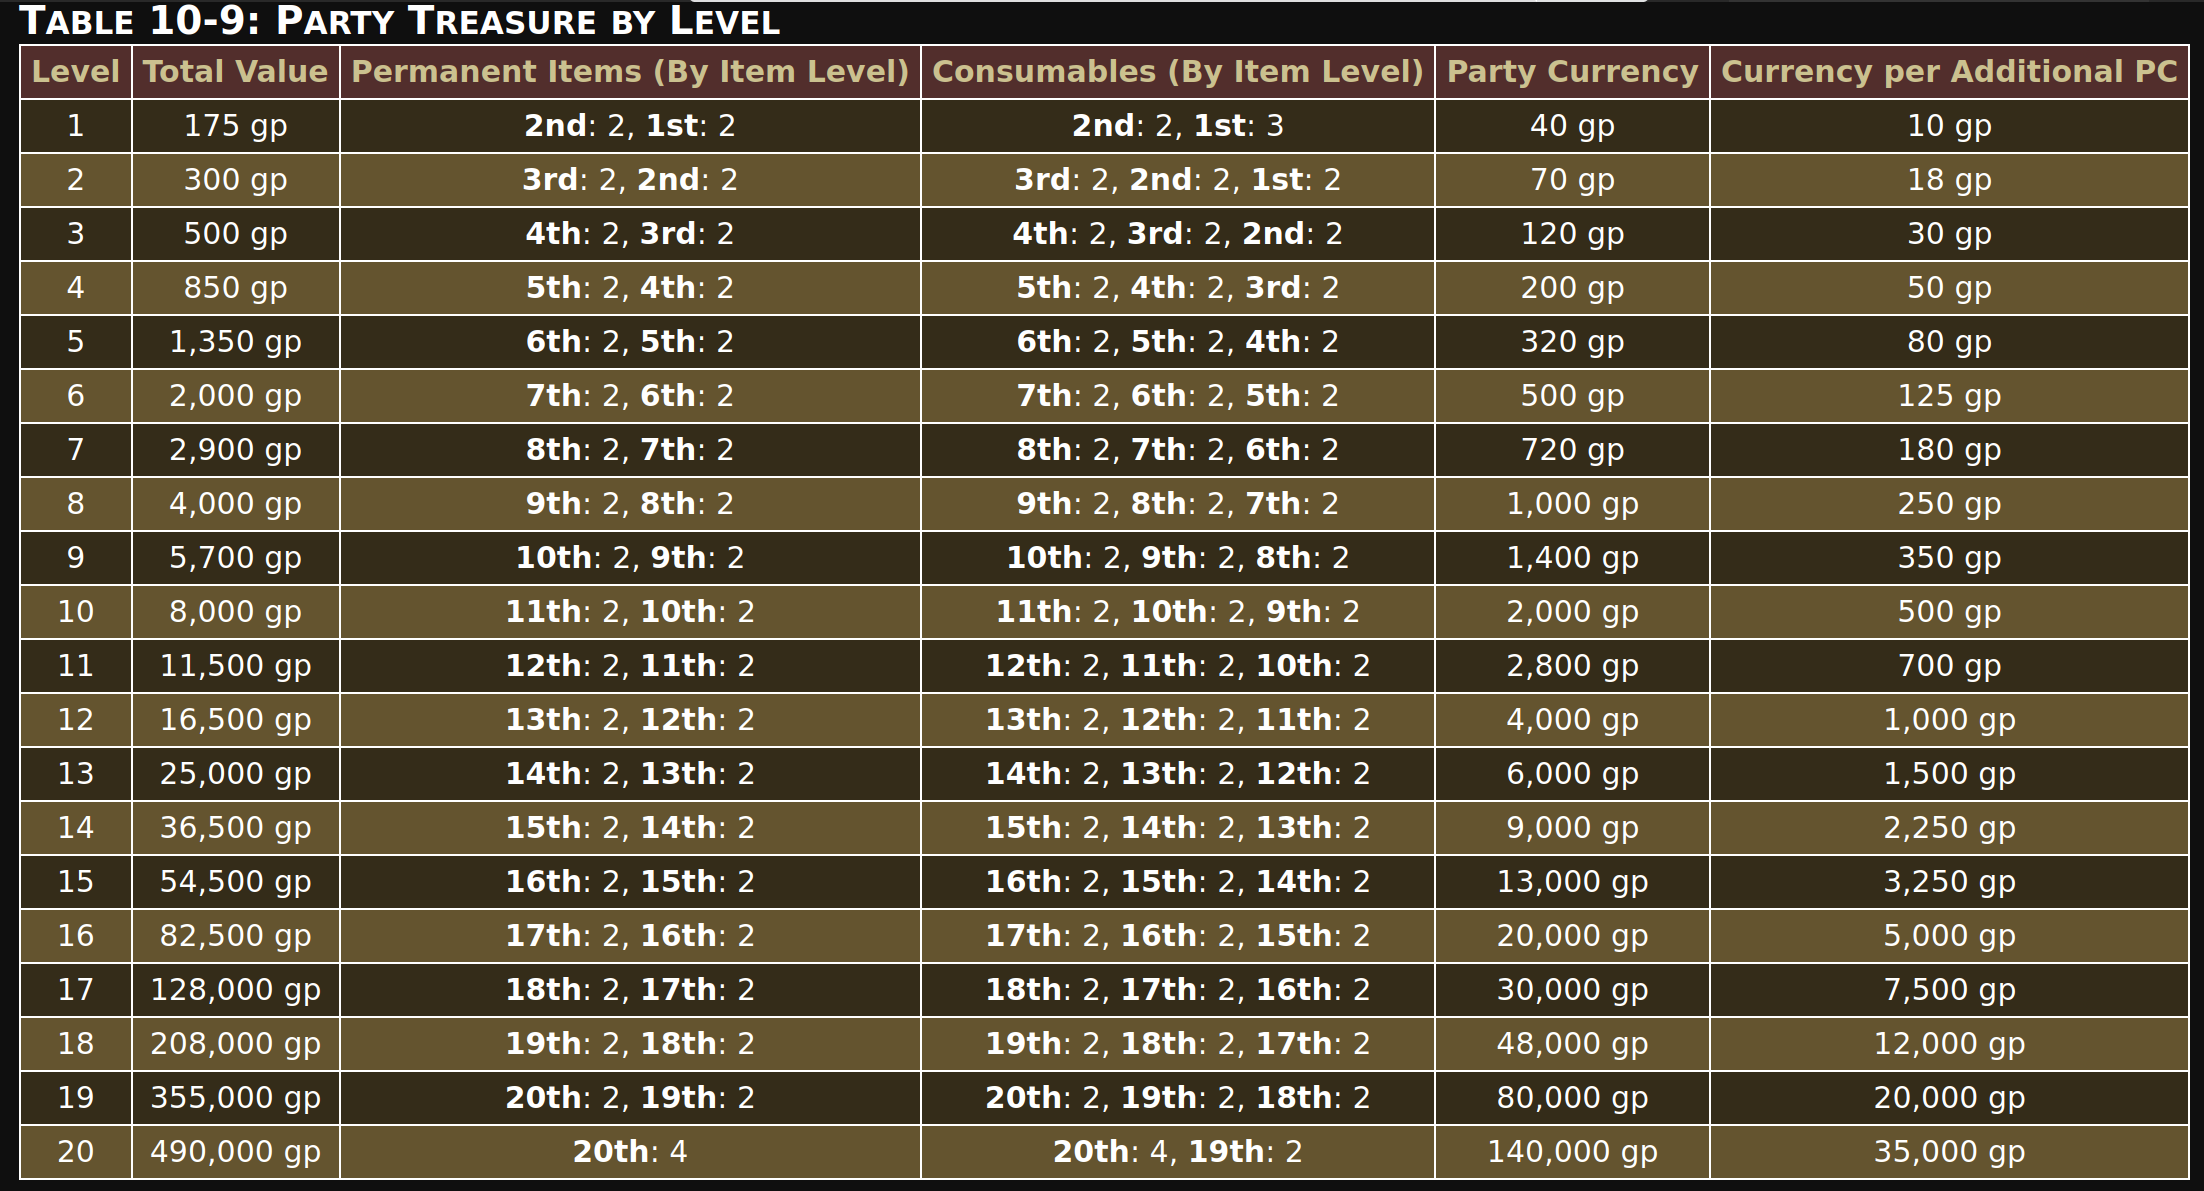 TABLE 10-9: PARTY TREASURE BY LEVEL
Level Total Value Permanent Items (By Item Level) Consumables (By Item Level) Party Currency Currency per Additional PC
1 175 gp 2nd: 2, 1st: 2 2nd: 2, 1st: 3 40 gp 10 gp
2 300 gp 3rd: 2, 2nd: 2 3rd: 2, 2nd: 2, 1st: 2 70 gp 18 gp
3 500 gp 4th: 2, 3rd: 2 4th: 2, 3rd: 2, 2nd: 2 120 gp 30 gp
4 850 gp 5th: 2, 4th: 2 5th: 2, 4th: 2, 3rd: 2 200 gp 50 gp
5 1,350 gp 6th: 2, 5th: 2 6th: 2, 5th: 2, 4th: 2 320 gp 80 gp
6 2,000 gp 7th: 2, 6th: 2 7th: 2, 6th: 2, 5th: 2 500 gp 125 gp
7 2,900 gp 8th: 2, 7th: 2 8th: 2, 7th: 2, 6th: 2 720 gp 180 gp
8 4,000 gp 9th: 2, 8th: 2 9th: 2, 8th: 2, 7th: 2 1,000 gp 250 gp
9 5,700 gp 10th: 2, 9th: 2 10th: 2, 9th: 2, 8th: 2 1,400 gp 350 gp
10 8,000 gp 11th: 2, 10th: 2 11th: 2, 10th: 2, 9th: 2 2,000 gp 500 gp
11 11,500 gp 12th: 2, 11th: 2 12th: 2, 11th: 2, 10th: 2 2,800 gp 700 gp
12 16,500 gp 13th: 2, 12th: 2 13th: 2, 12th: 2, 11th: 2 4,000 gp 1,000 gp
13 25,000 gp 14th: 2, 13th: 2 14th: 2, 13th: 2, 12th: 2 6,000 gp 1,500 gp
14 36,500 gp 15th: 2, 14th: 2 15th: 2, 14th: 2, 13th: 2 9,000 gp 2,250 gp
15 54,500 gp 16th: 2, 15th: 2 16th: 2, 15th: 2, 14th: 2 13,000 gp 3,250 gp
16 82,500 gp 17th: 2, 16th: 2 17th: 2, 16th: 2, 15th: 2 20,000 gp 5,000 gp
17 128,000 gp 18th: 2, 17th: 2 18th: 2, 17th: 2, 16th: 2 30,000 gp 7,500 gp
18 208,000 gp 19th: 2, 18th: 2 19th: 2, 18th: 2, 17th: 2 48,000 gp 12,000 gp
19 355,000 gp 20th: 2, 19th: 2 20th: 2, 19th: 2, 18th: 2 80,000 gp 20,000 gp
20 490,000 gp 20th: 4 20th: 4, 19th: 2 140,000 gp 35,000 gp